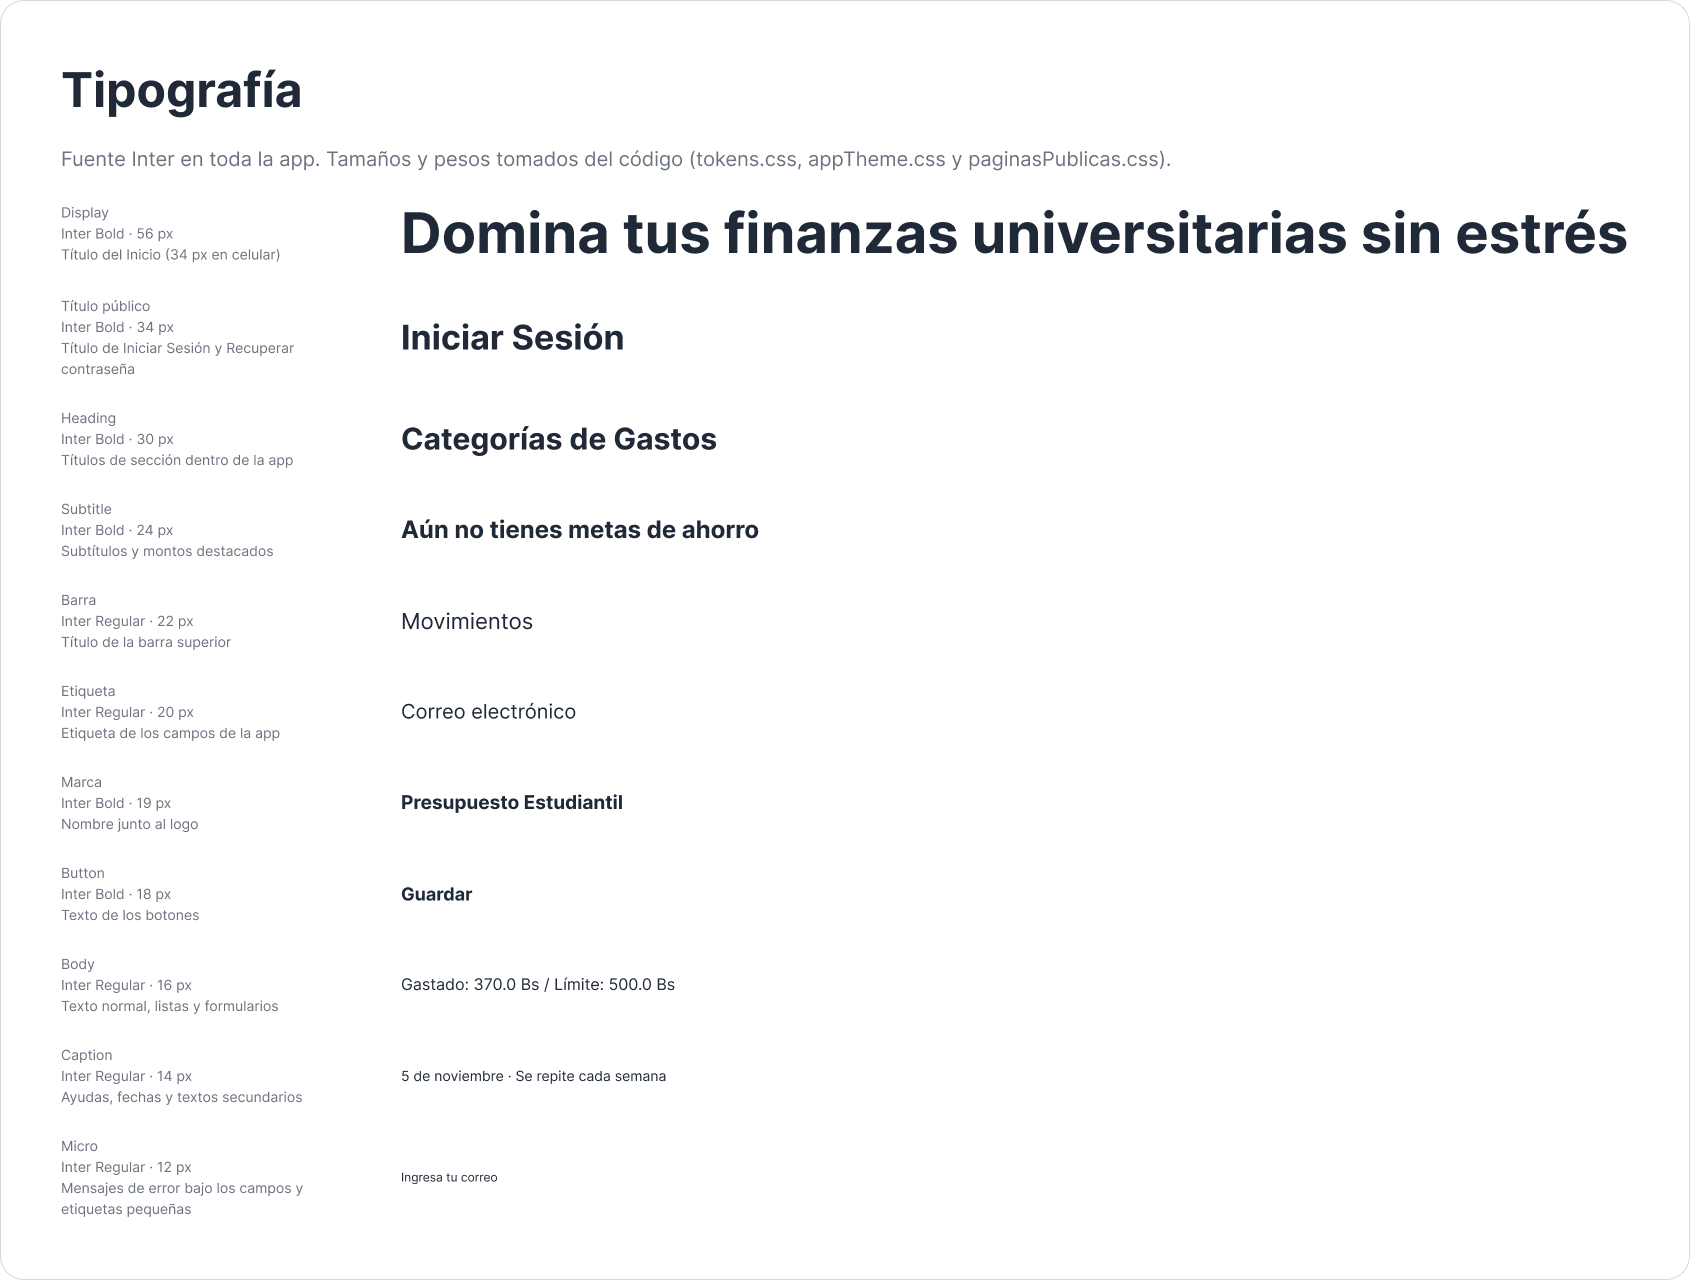 Tipografía
Fuente Inter en toda la app. Tamaños y pesos tomados del código (tokens.css, appTheme.css y paginasPublicas.css).
Display
Inter Bold · 56 px
Título del Inicio (34 px en celular)
Domina tus finanzas universitarias sin estrés
Título público
Inter Bold · 34 px
Título de Iniciar Sesión y Recuperar
contraseña
Iniciar Sesión
Heading
Inter Bold · 30 px
Títulos de sección dentro de la app
Categorías de Gastos
Subtitle
Inter Bold · 24 px
Subtítulos y montos destacados
Aún no tienes metas de ahorro
Barra
Inter Regular · 22 px
Título de la barra superior
Movimientos
Etiqueta
Inter Regular · 20 px
Etiqueta de los campos de la app
Correo electrónico
Marca
Inter Bold · 19 px
Nombre junto al logo
Presupuesto Estudiantil
Button
Inter Bold · 18 px
Texto de los botones
Guardar
Body
Inter Regular · 16 px
Texto normal, listas y formularios
Gastado: 370.0 Bs / Límite: 500.0 Bs
Caption
Inter Regular · 14 px
Ayudas, fechas y textos secundarios
5 de noviembre · Se repite cada semana
Micro
Inter Regular · 12 px
Mensajes de error bajo los campos y
etiquetas pequeñas
Ingresa tu correo